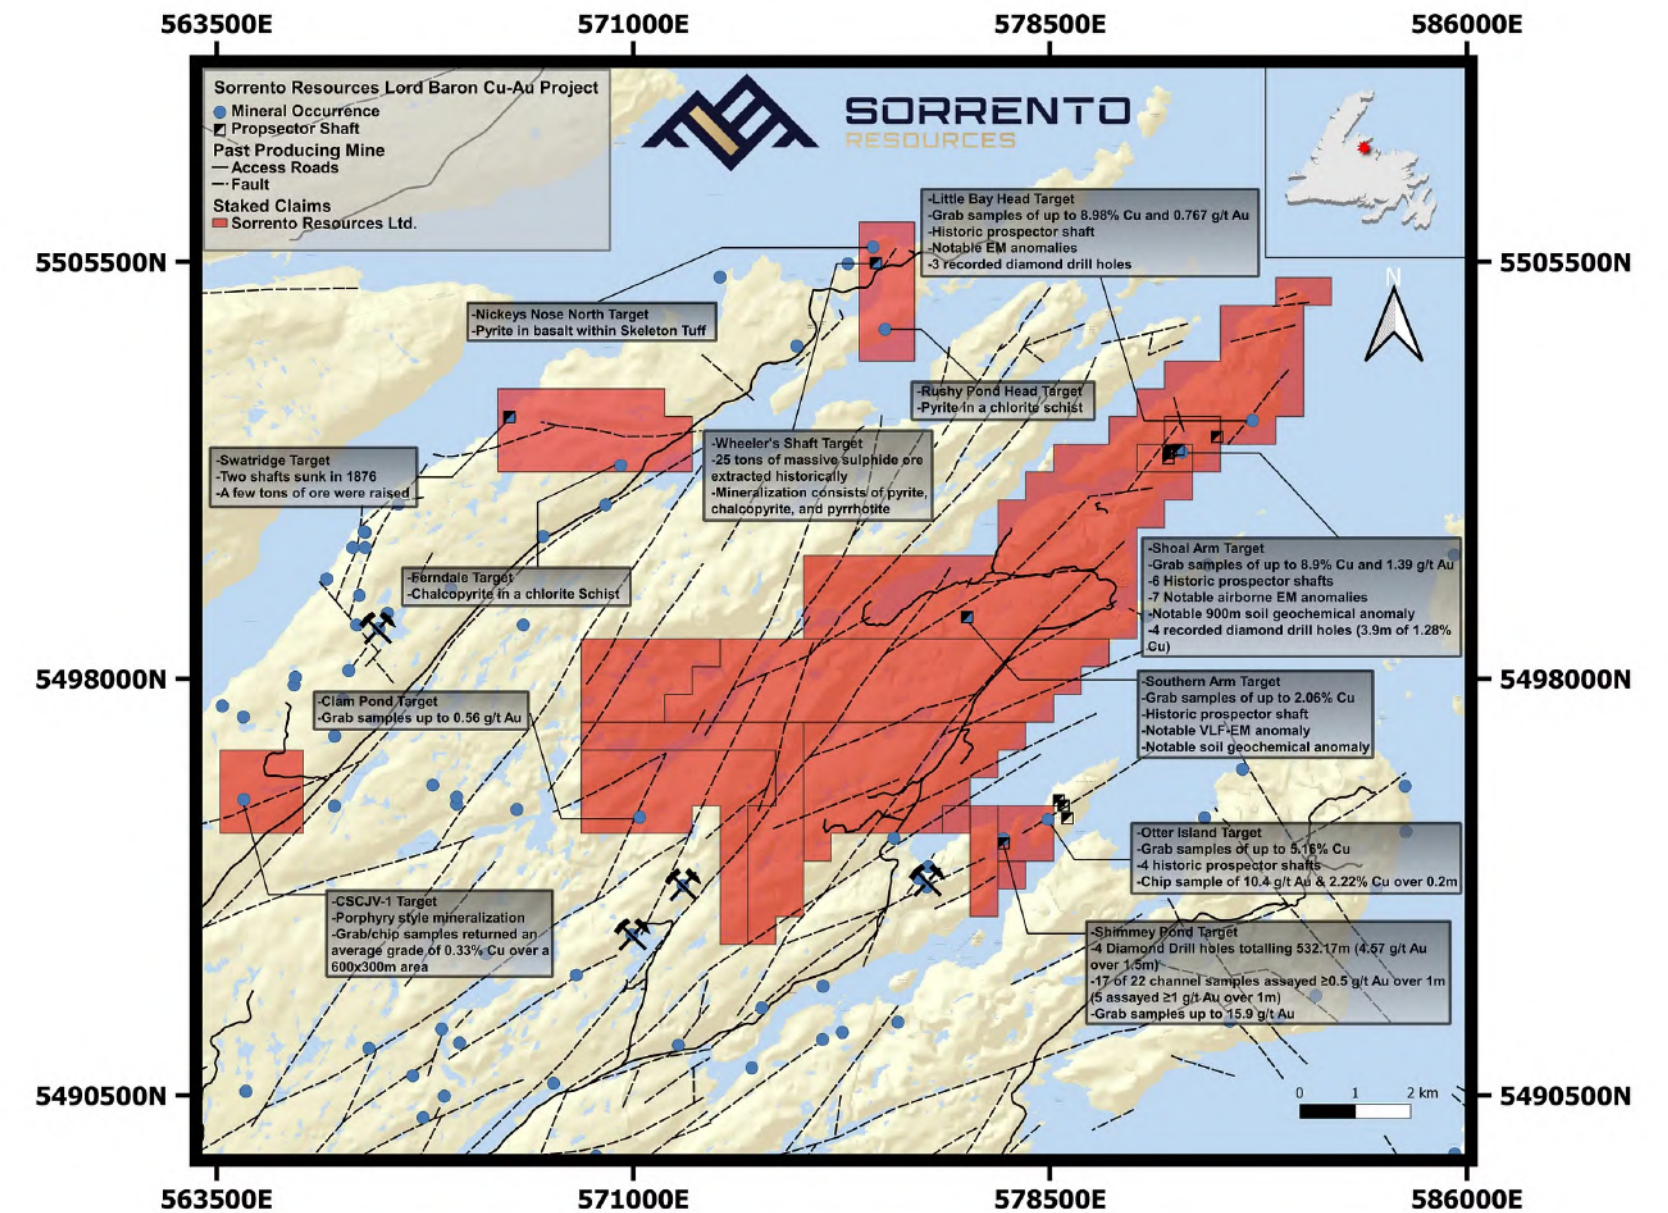 563500E 571000E 578500E 586000E
Sorrento Resources Lord Baron Cu-Au Project
Mineral Occurrence
Propsector Shaft
Past Producing Mine
Access Roads
Fault
Staked Claims
Sorrento Resources Ltd.
SORRENTO
RESOURCES
5505500N
5505500N
-Little Bay Head Target
-Grab samples of up to 8.98% Cu and 0.767 g/t Au
-Historic prospector shaft
-Notable EM anomalies
-3 recorded diamond drill holes
N
-Nickeys Nose North Target
-Pyrite in basalt within Skeleton Tuff
-Rushy Pond Head Target
-Pyrite in a chlorite schist
-Swatridge Target
-Two shafts sunk in 1876
-A few tons of ore were raised
-Wheeler's Shaft Target
-25 tons of massive sulphide ore
extracted historically
-Mineralization consists of pyrite,
chalcopyrite, and pyrrhotite
-Ferndale Target
-Chalcopyrite in a chlorite Schist
-Shoal Arm Target
-Grab samples of up to 8.9% Cu and 1.39 g/t Au
-6 Historic prospector shafts
-7 Notable airborne EM anomalies
-Notable 900m soil geochemical anomaly
-4 recorded diamond drill holes (3.9m of 1.28%
Cu)
5498000N
5498000N
-Clam Pond Target
-Grab samples up to 0.56 g/t Au
-Southern Arm Target
-Grab samples of up to 2.06% Cu
-Historic prospector shaft
-Notable VLF-EM anomaly
-Notable soil geochemical anomaly
-Otter Island Target
-Grab samples of up to 5.16% Cu
-4 historic prospector shafts
-Chip sample of 10.4 g/t Au & 2.22% Cu over 0.2m
-CSCJV-1 Target
-Porphyry style mineralization
-Grab/chip samples returned an
average grade of 0.33% Cu over a
600x300m area
-Shimmey Pond Target
-4 Diamond Drill holes totalling 532.17m (4.57 g/t Au
over 1.5m)
-17 of 22 channel samples assayed ≥0.5 g/t Au over 1m
(5 assayed ≥1 g/t Au over 1m)
-Grab samples up to 15.9 g/t Au
5490500N
5490500N
0 1 2 km
563500E 571000E 578500E 586000E